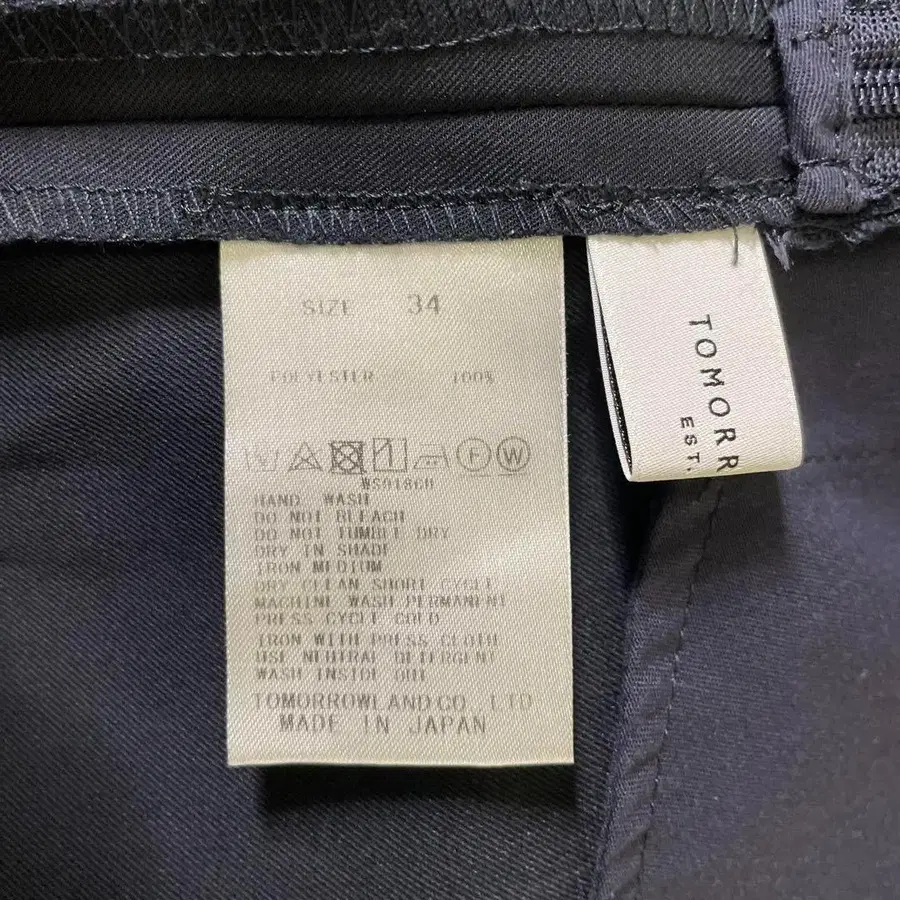 SIZE 34
POLYESTER 100%
F W
WS018CH
HAND WASH
DO NOT BLEACH
DO NOT TUMBLE DRY
DRY IN SHADE
IRON MEDIUM
DRY CLEAN SHORT CYCLE
MACHINE WASH PERMANENT
PRESS CYCLE COLD
IRON WITH PRESS CLOTH
USE NEUTRAL DETERGENT
WASH INSIDE OUT
TOMORROWLAND CO., LTD
MADE IN JAPAN
TOMORR
EST.